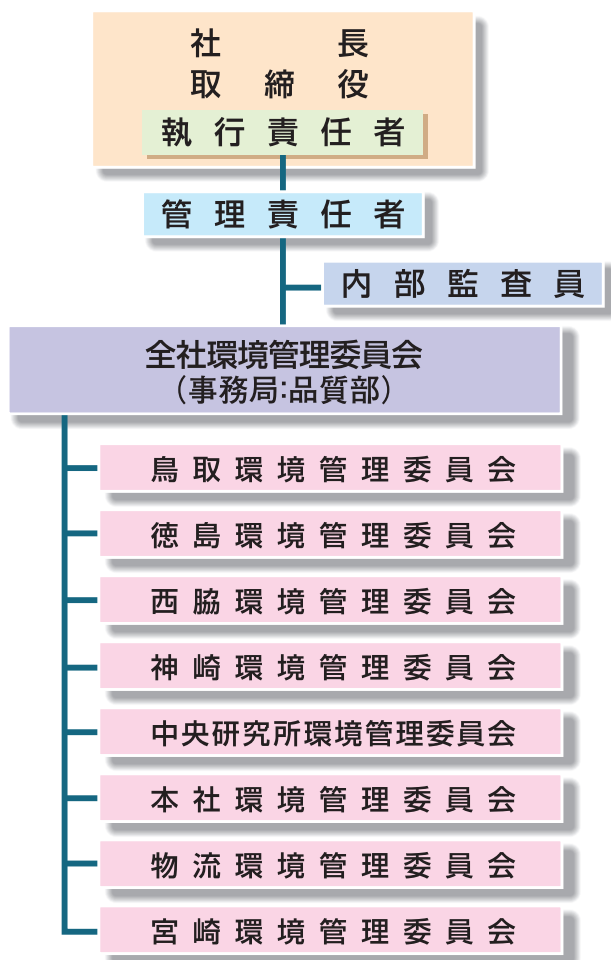 社長
取締役
執行責任者
管理責任者
内部監査員
全社環境管理委員会
（事務局:品質部）
鳥取環境管理委員会
徳島環境管理委員会
西脇環境管理委員会
神崎環境管理委員会
中央研究所環境管理委員会
本社環境管理委員会
物流環境管理委員会
宮崎環境管理委員会